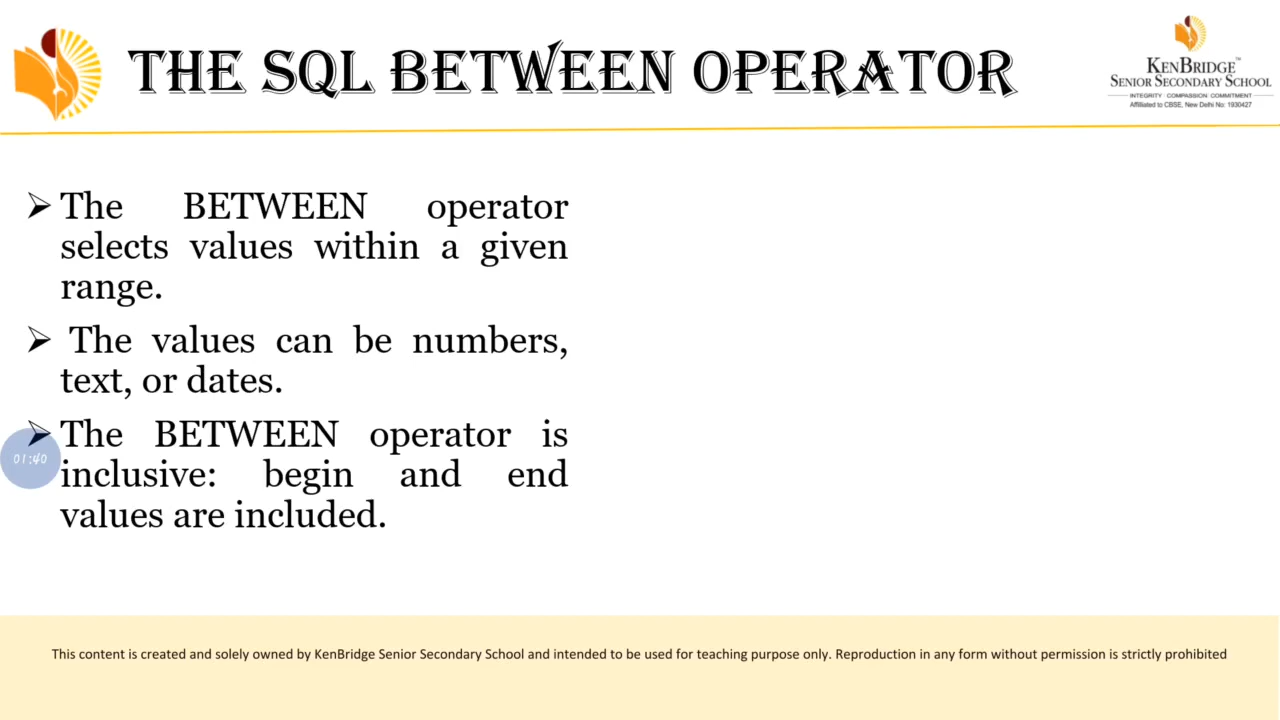 THE SQL BETWEEN OPERATOR
KENBRIDGE™
SENIOR SECONDARY SCHOOL
INTEGRITY COMPASSION COMMITMENT
Affiliated to CBSE, New Delhi No: 1930427
➢ The BETWEEN operator
selects values within a given
range.
➢ The values can be numbers,
text, or dates.
➢ The BETWEEN operator is
inclusive: begin and end
values are included.
01:40
This content is created and solely owned by KenBridge Senior Secondary School and intended to be used for teaching purpose only. Reproduction in any form without permission is strictly prohibited